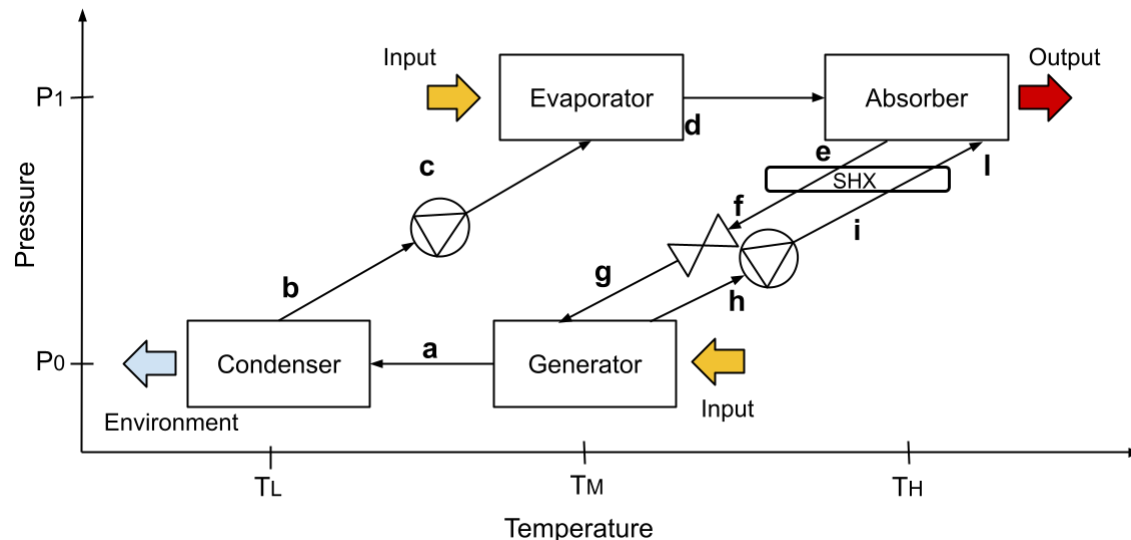 Input
Output
P1
Evaporator
Absorber
d
e
c
SHX
l
f
i
Pressure
g
b
h
a
P0
Condenser
Generator
Environment
Input
TL
TM
TH
Temperature